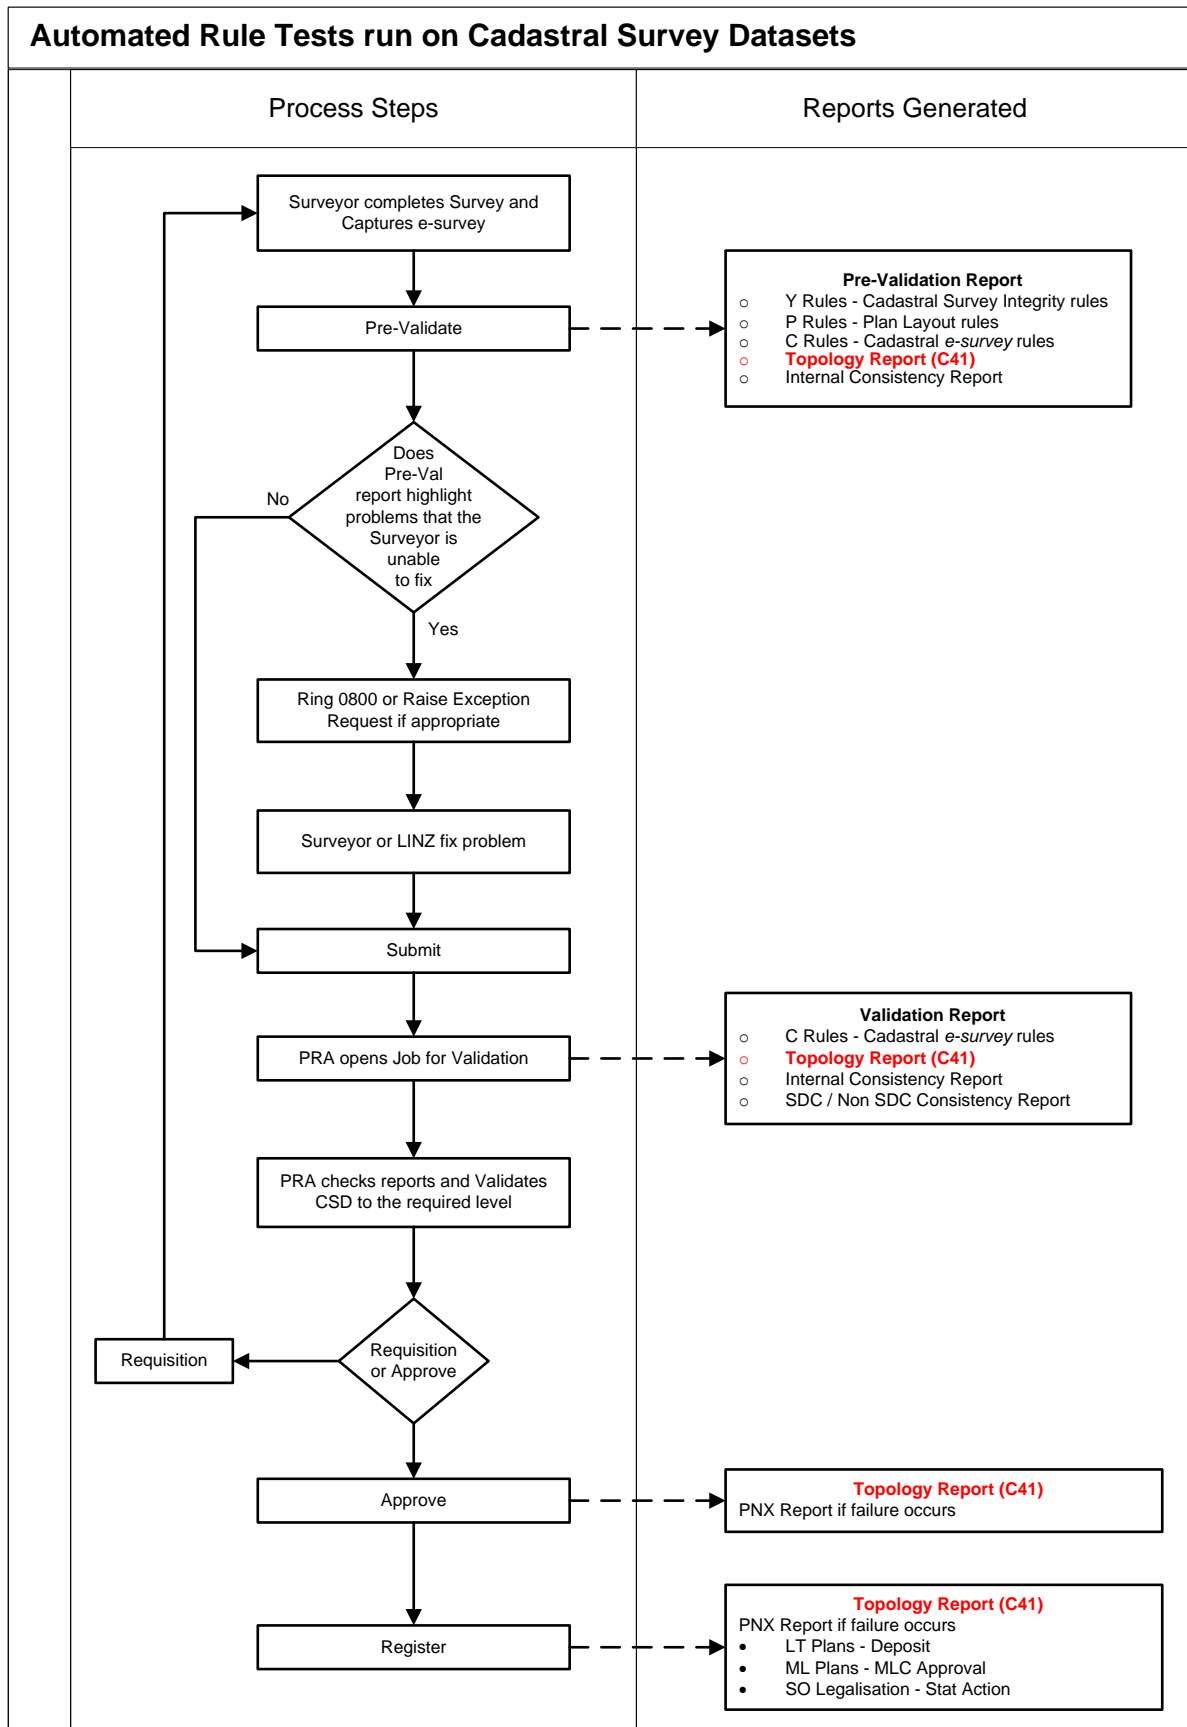 Automated Rule Tests run on Cadastral Survey Datasets
Process Steps
Reports Generated
Surveyor completes Survey and
Captures e-survey
Pre-Validate
Pre-Validation Report
○ Y Rules - Cadastral Survey Integrity rules
○ P Rules - Plan Layout rules
○ C Rules - Cadastral e-survey rules
○ Topology Report (C41)
○ Internal Consistency Report
Does
Pre-Val
report highlight
problems that the
Surveyor is
unable
to fix
No
Yes
Ring 0800 or Raise Exception
Request if appropriate
Surveyor or LINZ fix problem
Submit
PRA opens Job for Validation
Validation Report
○ C Rules - Cadastral e-survey rules
○ Topology Report (C41)
○ Internal Consistency Report
○ SDC / Non SDC Consistency Report
PRA checks reports and Validates
CSD to the required level
Requisition
or Approve
Requisition
Approve
Topology Report (C41)
PNX Report if failure occurs
Register
Topology Report (C41)
PNX Report if failure occurs
• LT Plans - Deposit
• ML Plans - MLC Approval
• SO Legalisation - Stat Action